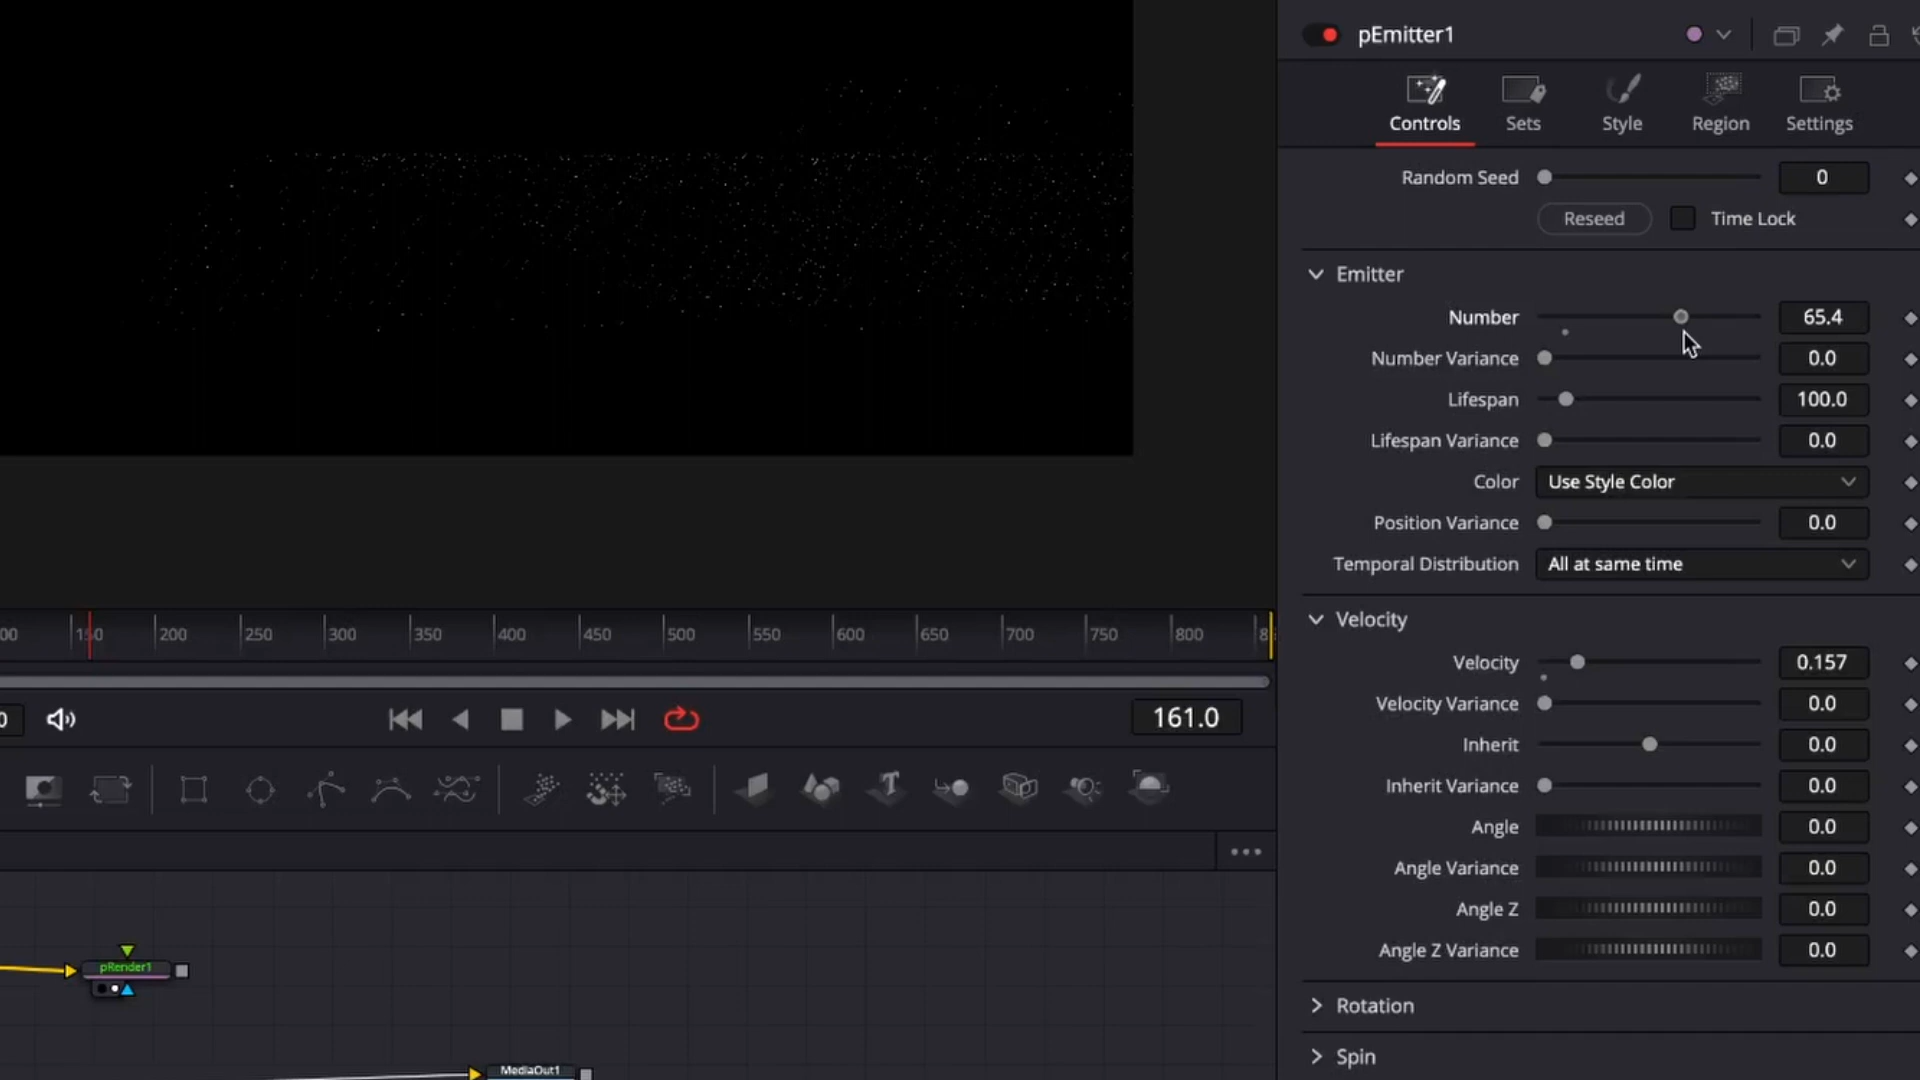 pEmitter1
Controls
Sets
Style
Region
Settings
Random Seed
0
Reseed
Time Lock
Emitter
Number
65.4
Number Variance
0.0
Lifespan
100.0
Lifespan Variance
0.0
Color
Use Style Color
Position Variance
0.0
Temporal Distribution
All at same time
Velocity
Velocity
0.157
Velocity Variance
0.0
Inherit
0.0
Inherit Variance
0.0
Angle
0.0
Angle Variance
0.0
Angle Z
0.0
Angle Z Variance
0.0
Rotation
Spin
00 150 200 250 300 350 400 450 500 550 600 650 700 750 800 8
0
161.0
pRender1
MediaOut1